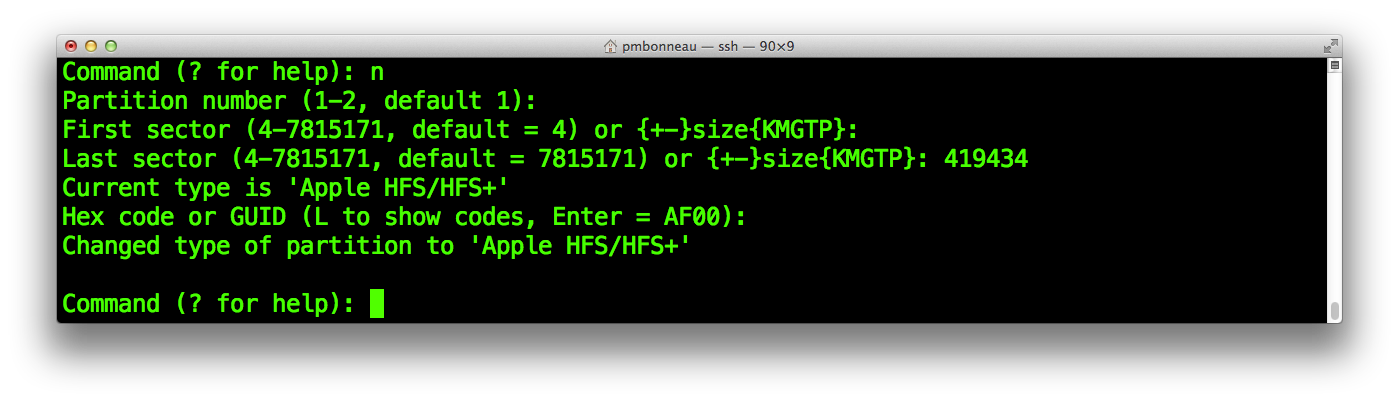 pmbonneau — ssh — 90×9
Command (? for help): n
Partition number (1-2, default 1):
First sector (4-7815171, default = 4) or {+-}size{KMGTP}:
Last sector (4-7815171, default = 7815171) or {+-}size{KMGTP}: 419434
Current type is 'Apple HFS/HFS+'
Hex code or GUID (L to show codes, Enter = AF00):
Changed type of partition to 'Apple HFS/HFS+'
Command (? for help):